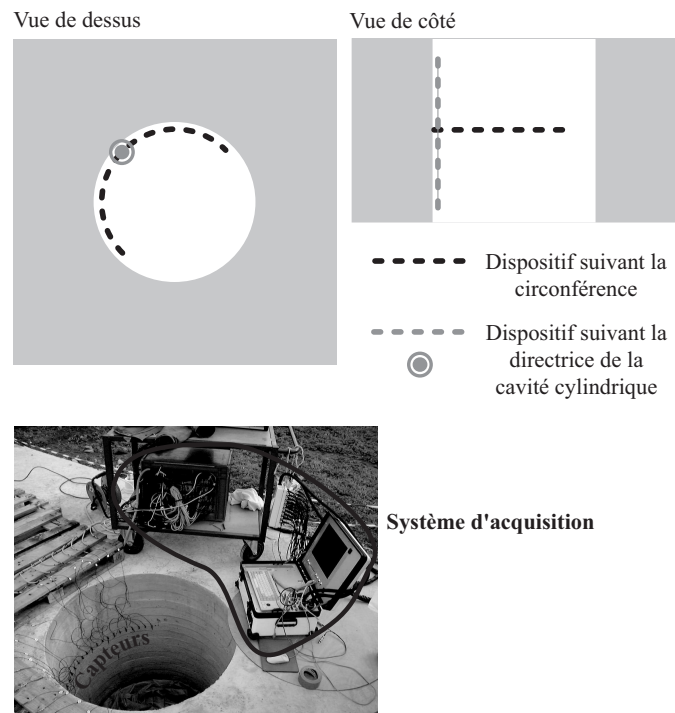 Vue de dessus
Vue de côté
Dispositif suivant la
circonférence
Dispositif suivant la
directrice de la
cavité cylindrique
Système d'acquisition
Capteurs